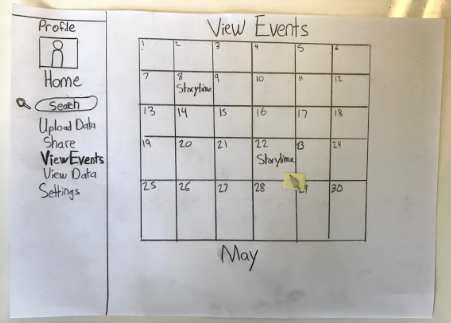 Profile
Home
Search
Upload Data
Share
View Events
View Data
Settings
View Events
1 2 3 4 5 6
7 8 9 10 11 12
Storytime
13 14 15 16 17 18
19 20 21 22 23 24
Storytime
25 26 27 28 29 30
May